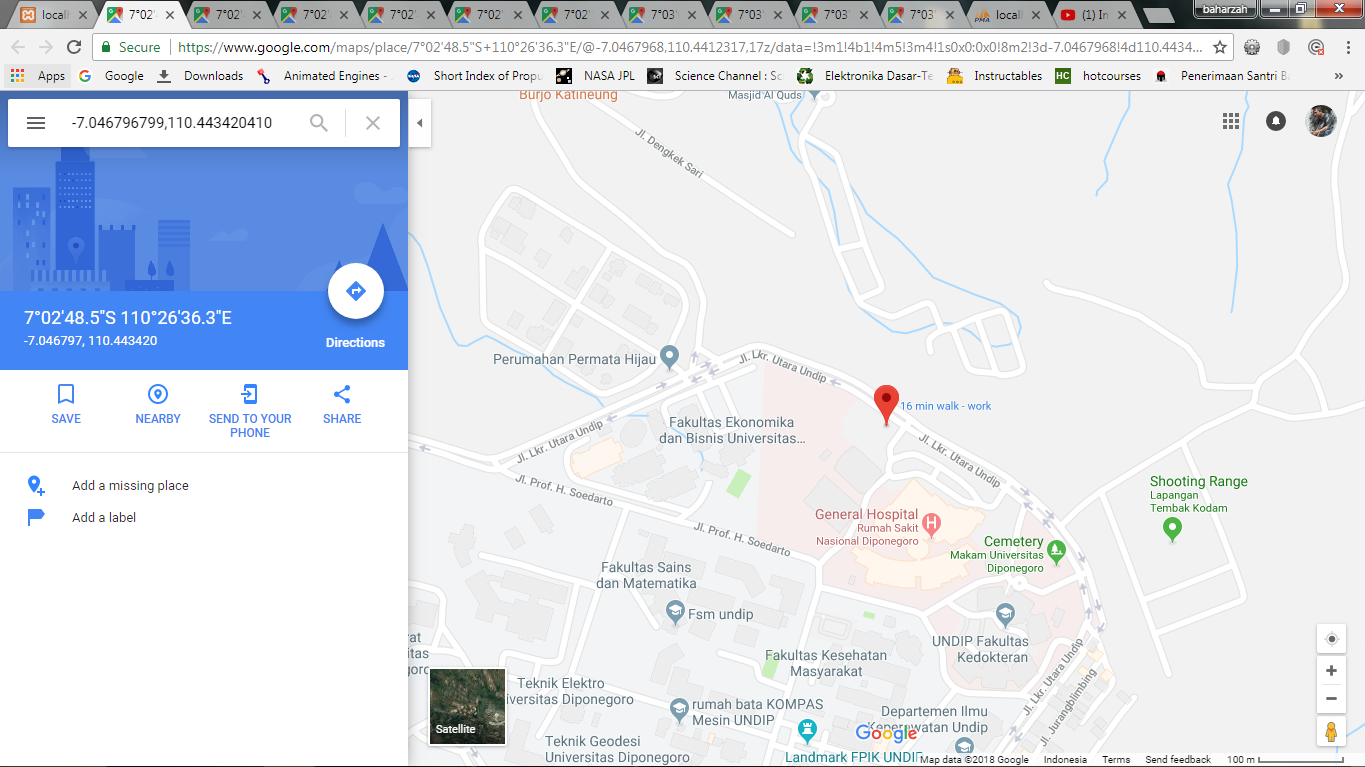 locall
7°02'
7°02'
7°02'
7°02'
7°02'
7°02'
7°03'
7°03'
7°03'
7°03'
locall
(1) In
baharzah
Secure
https://www.google.com/maps/place/7°02'48.5"S+110°26'36.3"E/@-7.0467968,110.4412317,17z/data=!3m1!4b1!4m5!3m4!1s0x0:0x0!8m2!3d-7.0467968!4d110.4434...
Apps
Google
Downloads
Animated Engines -
Short Index of Propu
NASA JPL
Science Channel : Sc
Elektronika Dasar-Te
Instructables
HC
hotcourses
Penerimaan Santri Ba
»
-7.046796799,110.443420410
7°02'48.5"S 110°26'36.3"E
-7.046797, 110.443420
Directions
SAVE
NEARBY
SEND TO YOUR
PHONE
SHARE
Add a missing place
Add a label
Burjo Katineung
Masjid Al Quds
Jl. Dengkek Sari
Perumahan Permata Hijau
Jl. Lkr. Utara Undip
16 min walk - work
Fakultas Ekonomika
dan Bisnis Universitas...
Jl. Lkr. Utara Undip
Jl. Lkr. Utara Undip
Jl. Prof. H. Soedarto
Jl. Prof. H. Soedarto
Shooting Range
Lapangan
Tembak Kodam
General Hospital
Rumah Sakit
Nasional Diponegoro
H
Cemetery
Makam Universitas
Diponegoro
Fakultas Sains
dan Matematika
Fsm undip
UNDIP Fakultas
Kedokteran
rat
itas
goro
Fakultas Kesehatan
Masyarakat
Jl. Lkr. Utara Undip
Jl. Jurangblimbing
Teknik Elektro
iversitas Diponegoro
rumah bata KOMPAS
Mesin UNDIP
Departemen Ilmu
Keperawatan Undip
Satellite
Teknik Geodesi
Universitas Diponegoro
Landmark FPIK UNDIP
Google
Map data ©2018 Google
Indonesia
Terms
Send feedback
100 m